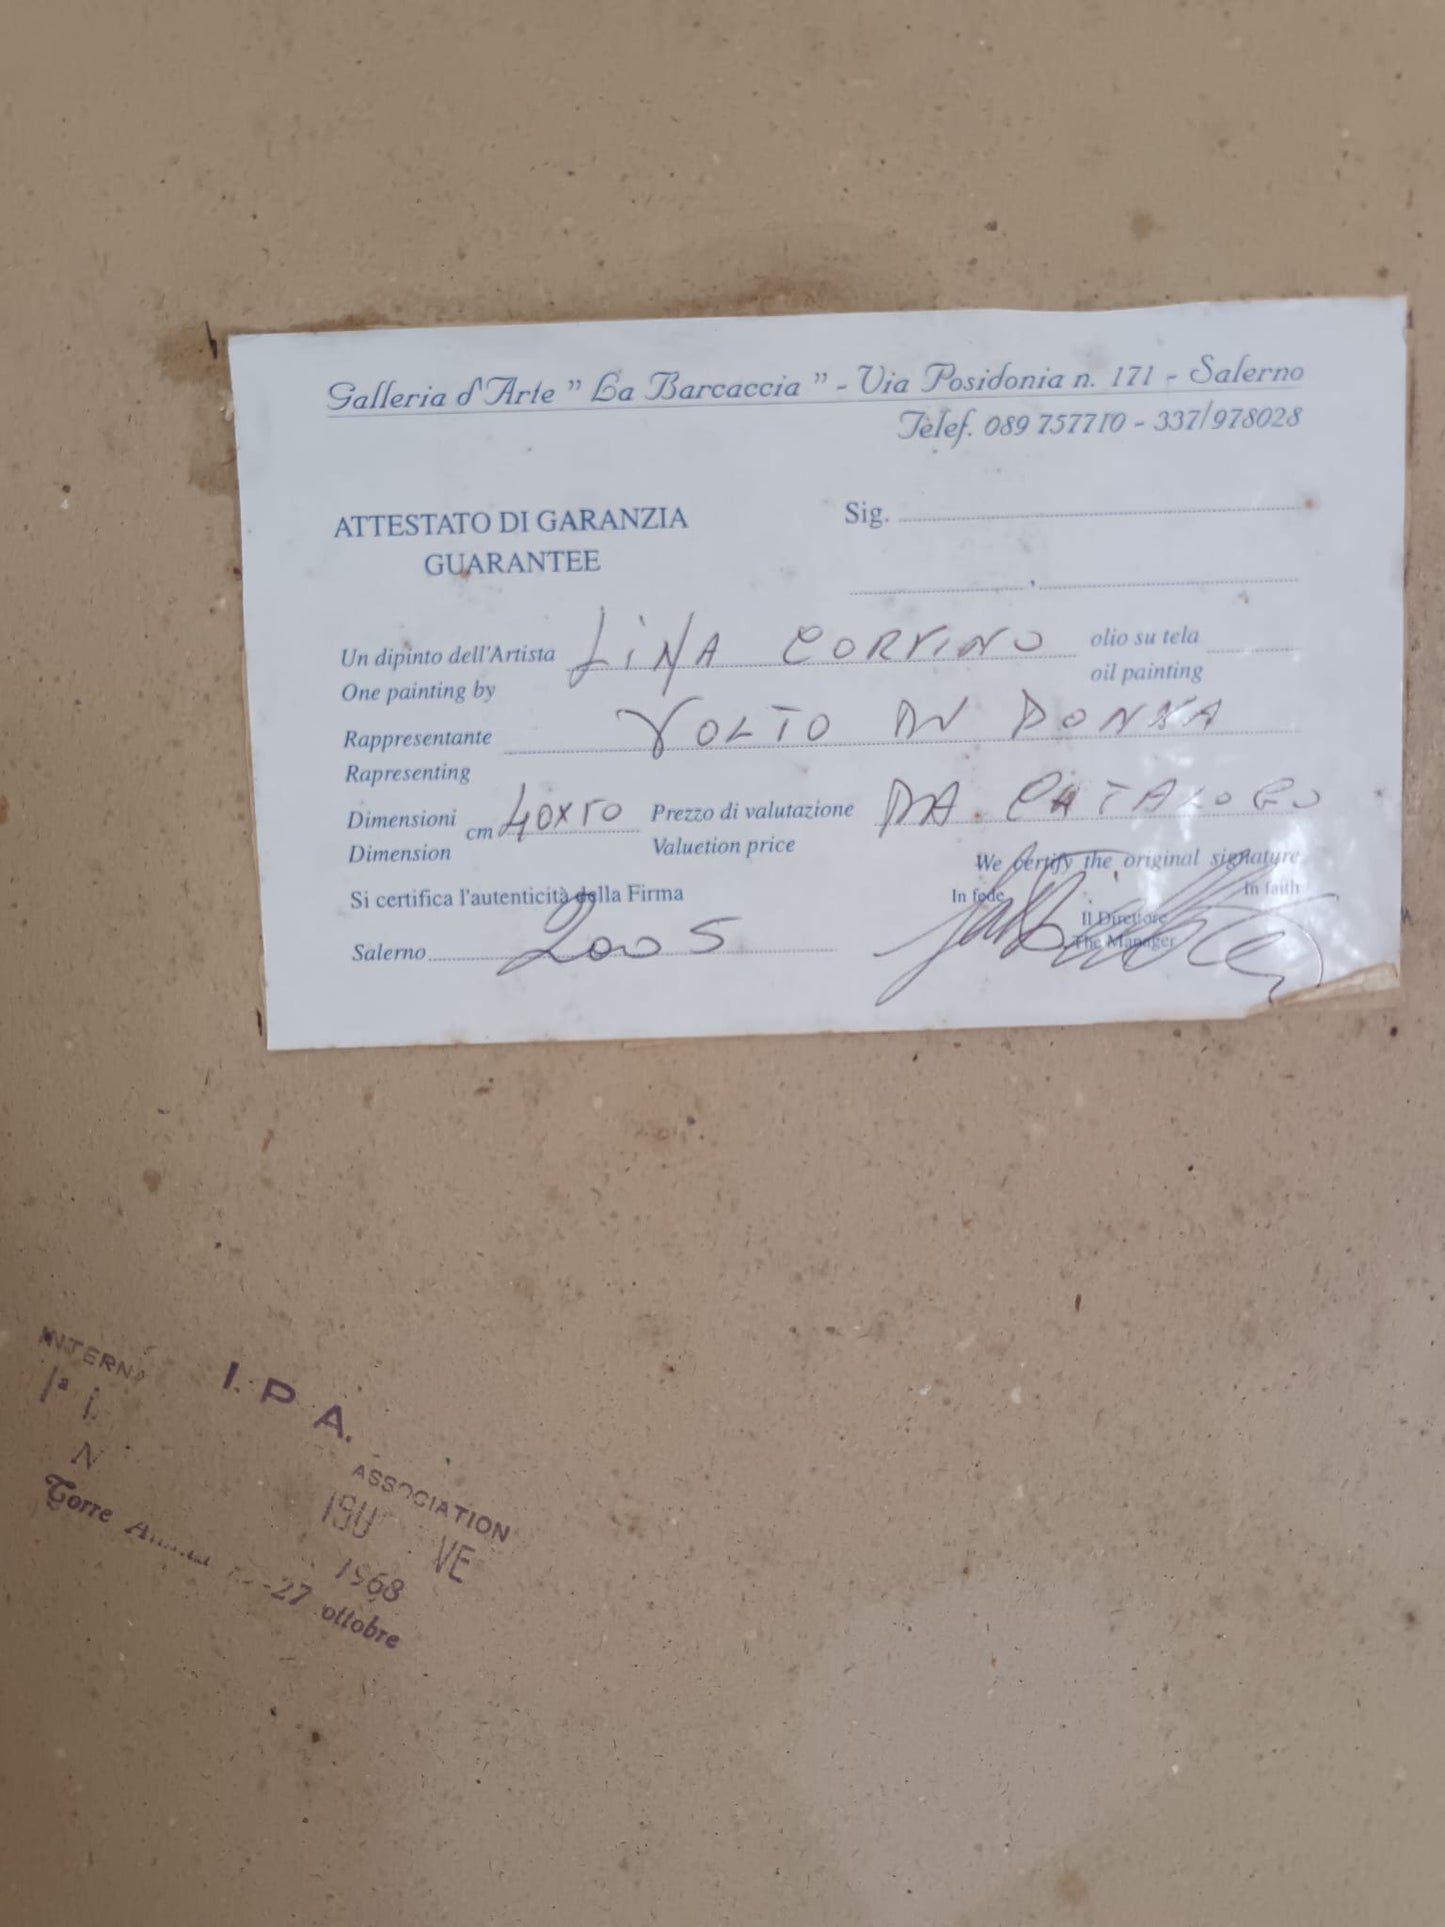 Galleria d'Arte " La Barcaccia " - Via Posidonia n. 171 - Salerno
Telef. 089 757710 - 337/978028
ATTESTATO DI GARANZIA
GUARANTEE
Sig.
Un dipinto dell'Artista LINA CORVINO olio su tela
One painting by oil painting
Rappresentante VOLTO DI DONNA
Rapresenting
Dimensioni cm 40x50 Prezzo di valutazione DA CATALOGO
Dimension Valuetion price
We certify the original signature
Si certifica l'autenticità della Firma In fede In faith
Il Direttore
The Manager
Salerno 2005
I. P. A.
ASSOCIATION
1968
Torre -27 ottobre